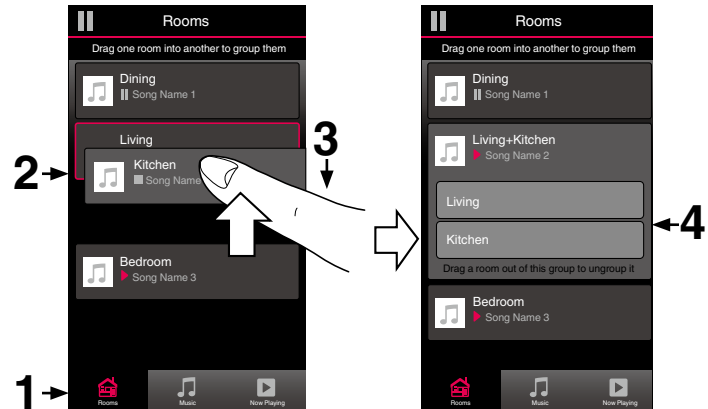 Rooms
Drag one room into another to group them
Dining
Song Name 1
Living
Kitchen
Song Name
Bedroom
Song Name 3
Rooms
Music
Now Playing
1
2
3
Rooms
Drag one room into another to group them
Dining
Song Name 1
Living+Kitchen
Song Name 2
Living
Kitchen
Drag a room out of this group to ungroup it
Bedroom
Song Name 3
Rooms
Music
Now Playing
4